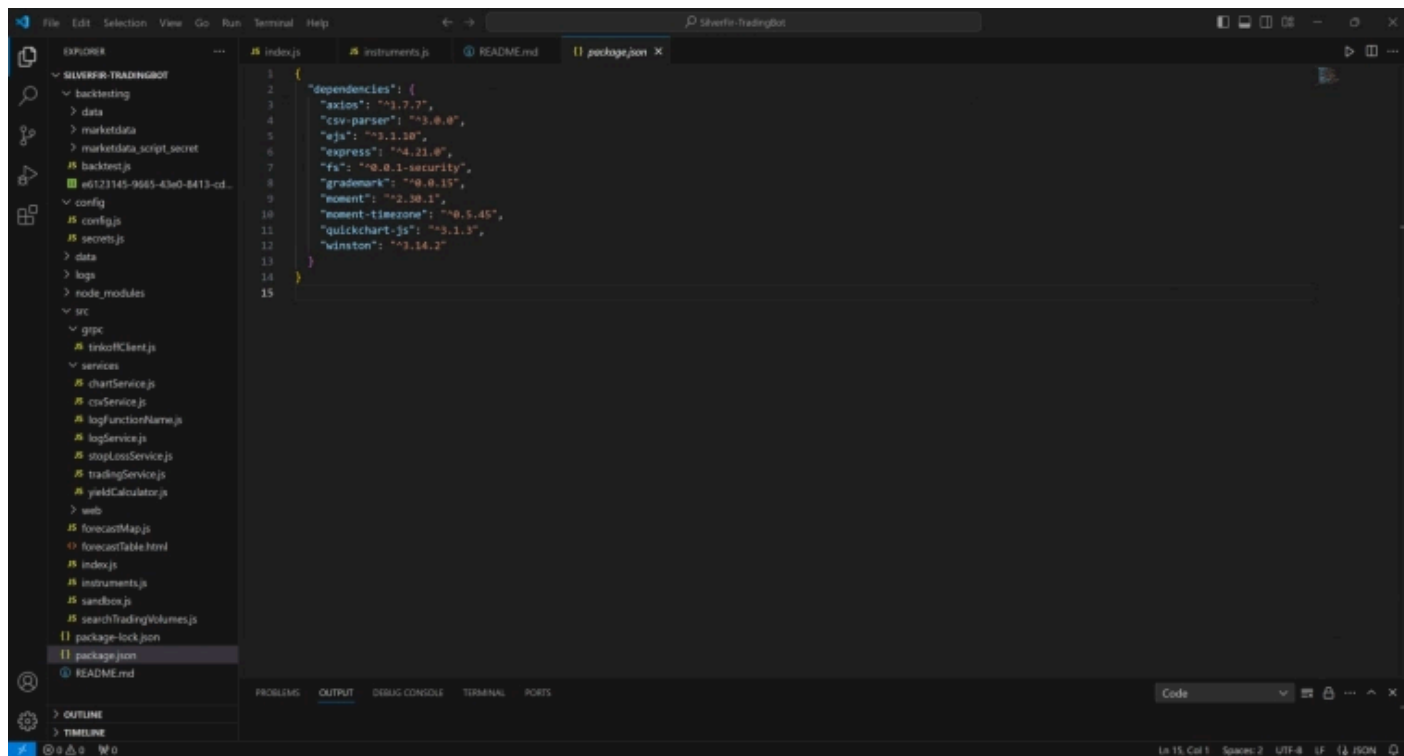 File Edit Selection View Go Run Terminal Help
Silverfir-TradingBot
EXPLORER
index.js
instruments.js
README.md
package.json
SILVERFIR-TRADINGBOT
backtesting
data
marketdata
marketdata_script_secret
backtest.js
e6123145-9665-43e0-8413-cd...
config
config.js
secrets.js
data
logs
node_modules
src
grpc
tinkoffClient.js
services
chartService.js
csvService.js
logFunctionName.js
logService.js
stopLossService.js
tradingService.js
yieldCalculator.js
web
forecastMap.js
forecastTable.html
index.js
instruments.js
sandbox.js
searchTradingVolumes.js
package-lock.json
package.json
README.md
OUTLINE
TIMELINE
1 {
2 "dependencies": {
3 "axios": "^1.7.7",
4 "csv-parser": "^3.0.0",
5 "ejs": "^3.1.10",
6 "express": "^4.21.0",
7 "fs": "^0.0.1-security",
8 "grademark": "^0.0.15",
9 "moment": "^2.30.1",
10 "moment-timezone": "^0.5.45",
11 "quickchart-js": "^3.1.3",
12 "winston": "^3.14.2"
13 }
14 }
15
PROBLEMS OUTPUT DEBUG CONSOLE TERMINAL PORTS
Code
0 0 0
Ln 15, Col 1 Spaces: 2 UTF-8 LF {} JSON